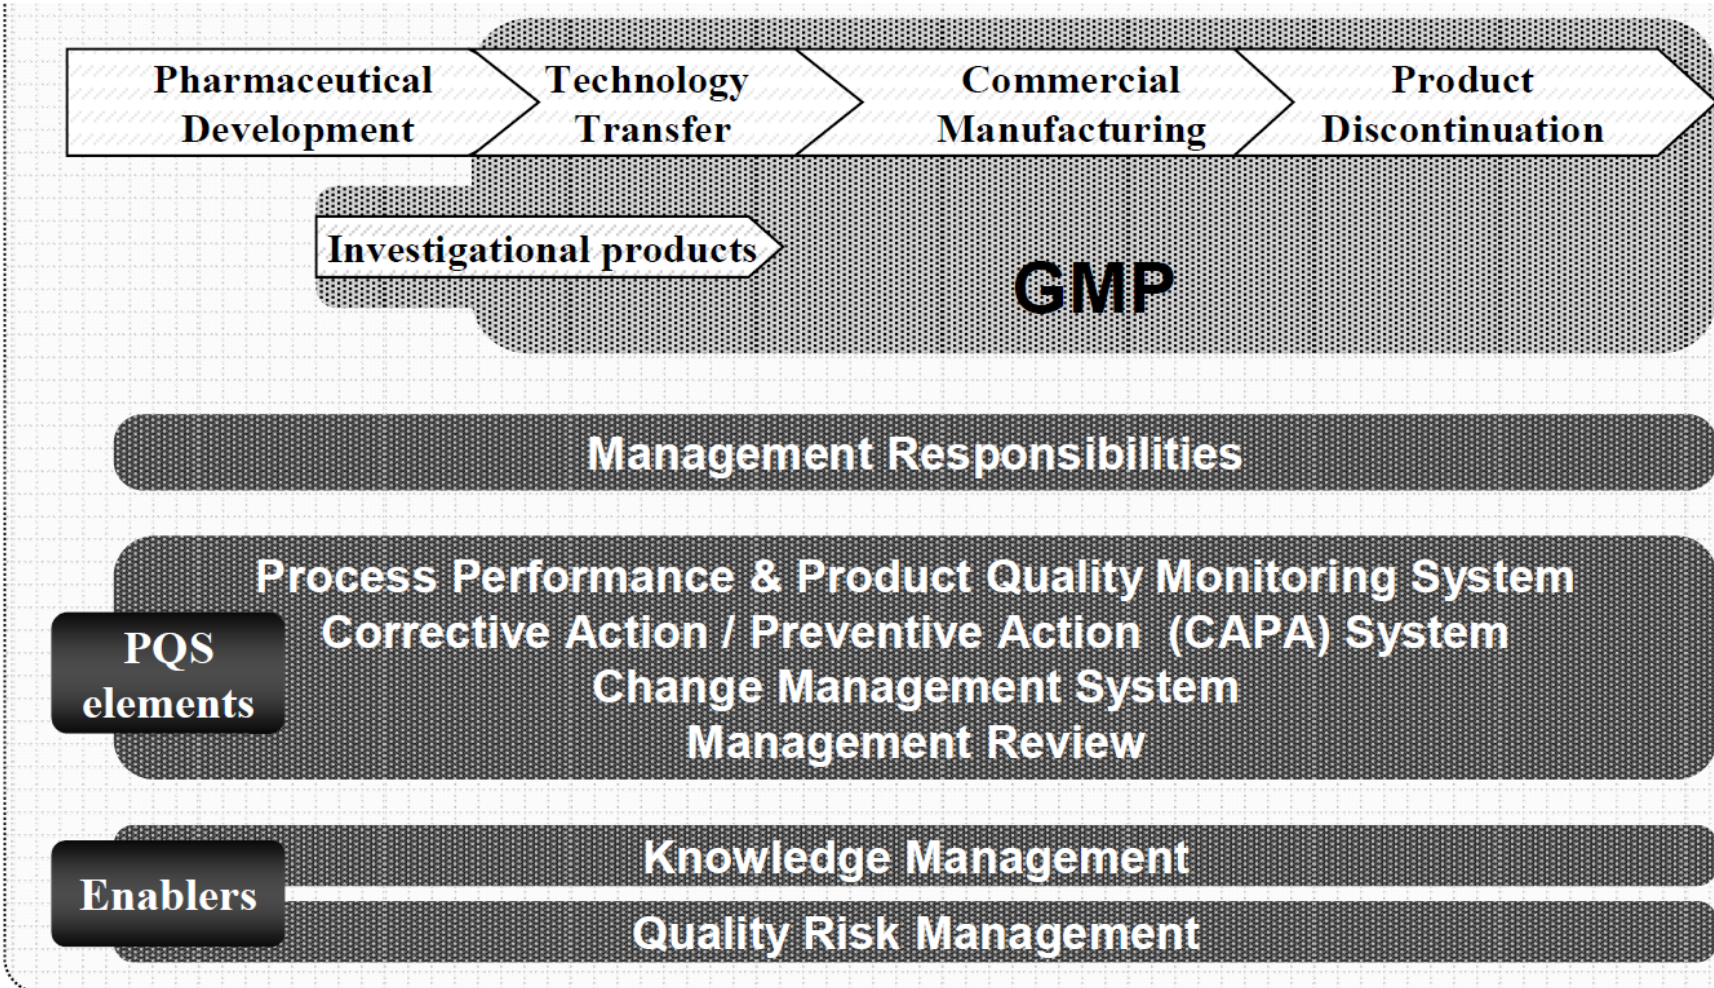 Pharmaceutical
Development
Technology
Transfer
Commercial
Manufacturing
Product
Discontinuation
Investigational products
GMP
Management Responsibilities
PQS
elements
Process Performance & Product Quality Monitoring System
Corrective Action / Preventive Action (CAPA) System
Change Management System
Management Review
Enablers
Knowledge Management
Quality Risk Management